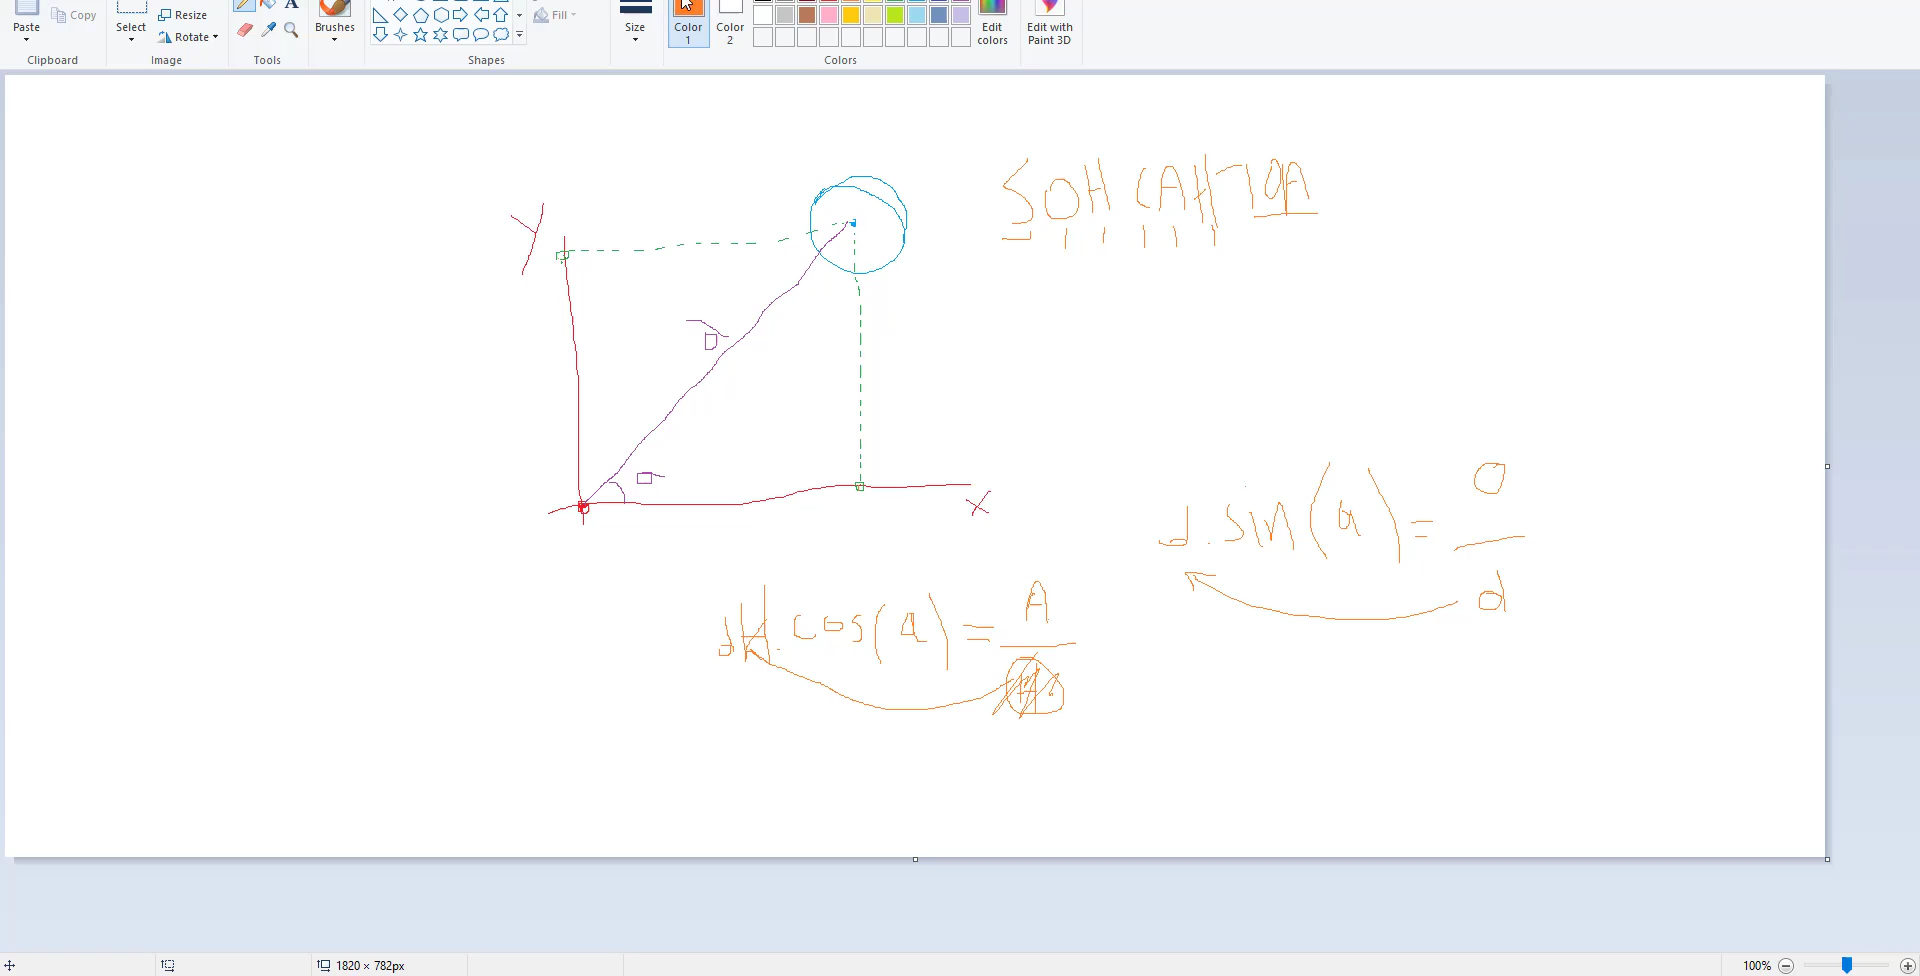 Paste
Copy
Clipboard
Select
Resize
Rotate
Image
A
Tools
Brushes
Shapes
Fill
Size
Color 1
Color 2
Colors
Edit colors
Edit with Paint 3D
Y
SOH CAH TOA
D
a
X
d . sin(a) = O
d
dH . cos(a) = A
H
1820 × 782px
100%